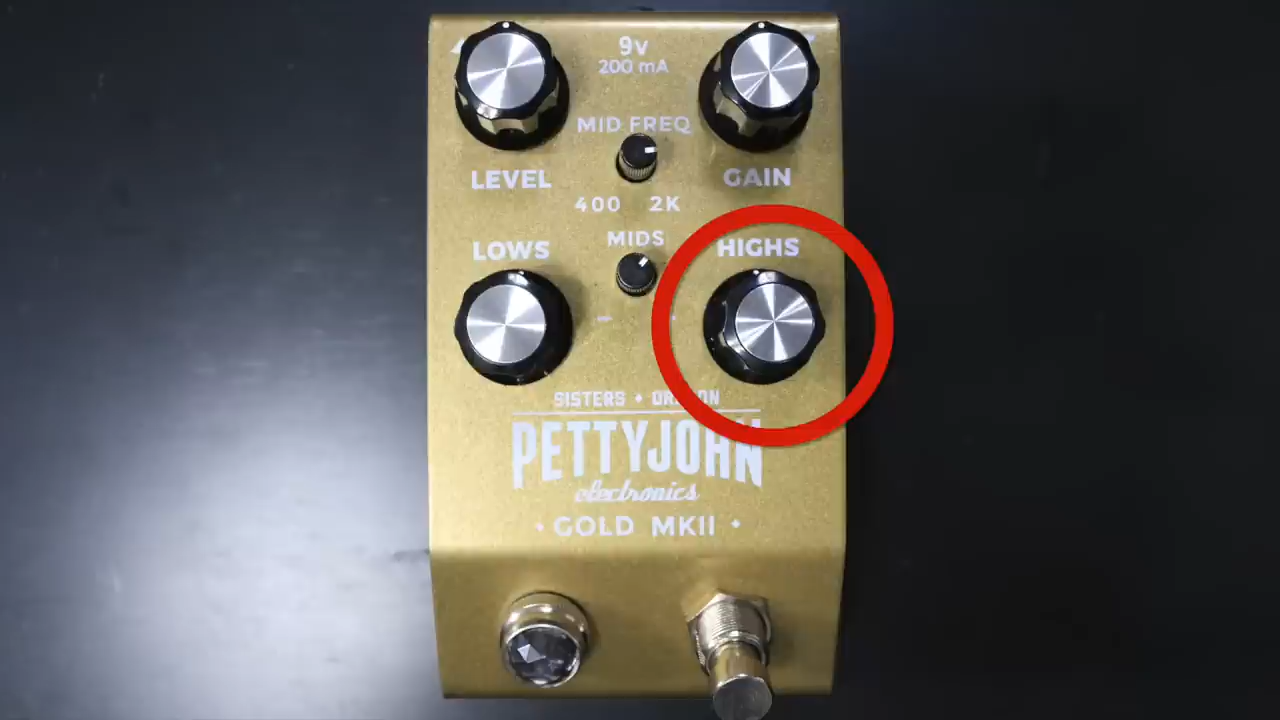 9v
200 mA
MID FREQ
LEVEL
GAIN
400 2K
MIDS
LOWS
HIGHS
SISTERS
PETTYJOHN
electronics
GOLD MKII